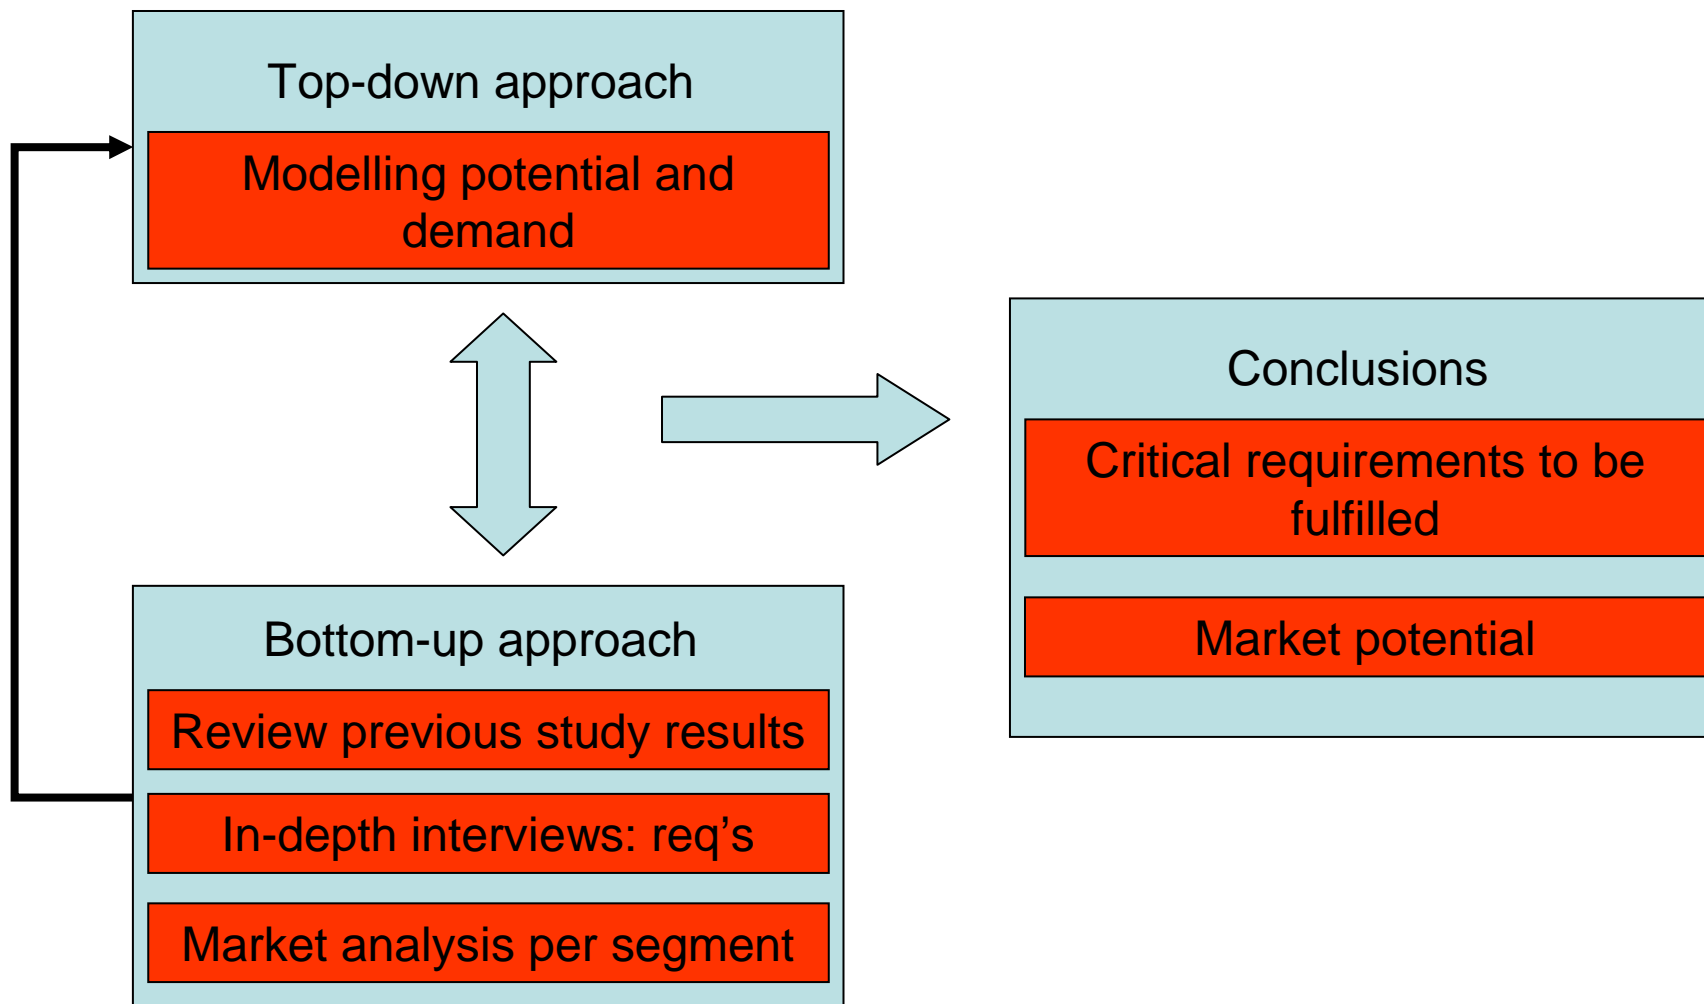 Top-down approach
Modelling potential and
demand
Conclusions
Critical requirements to be
fulfilled
Market potential
Bottom-up approach
Review previous study results
In-depth interviews: req’s
Market analysis per segment